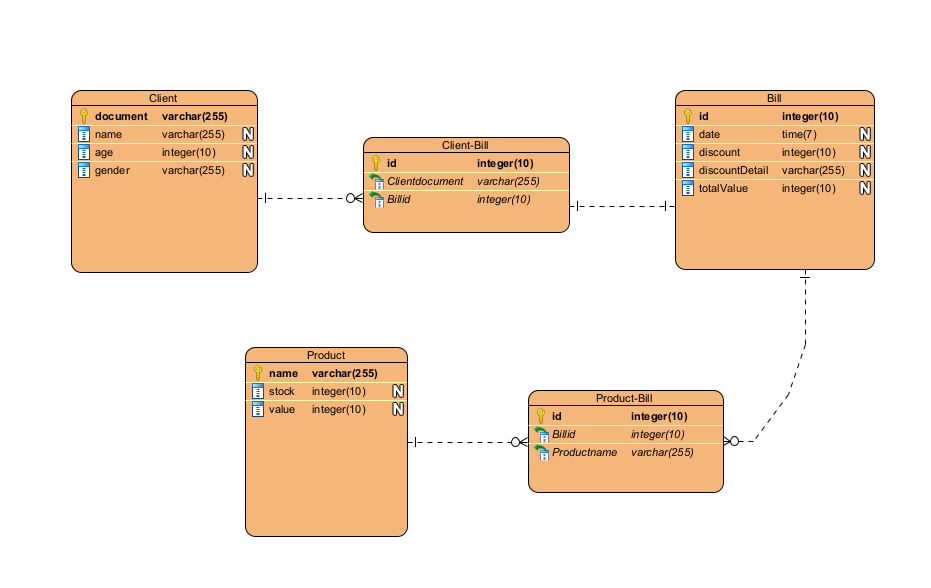 Client
document varchar(255)
name varchar(255) N
age integer(10) N
gender varchar(255) N
Client-Bill
id integer(10)
Clientdocument varchar(255)
Billid integer(10)
Bill
id integer(10)
date time(7) N
discount integer(10) N
discountDetail varchar(255) N
totalValue integer(10) N
Product
name varchar(255)
stock integer(10) N
value integer(10) N
Product-Bill
id integer(10)
Billid integer(10)
Productname varchar(255)